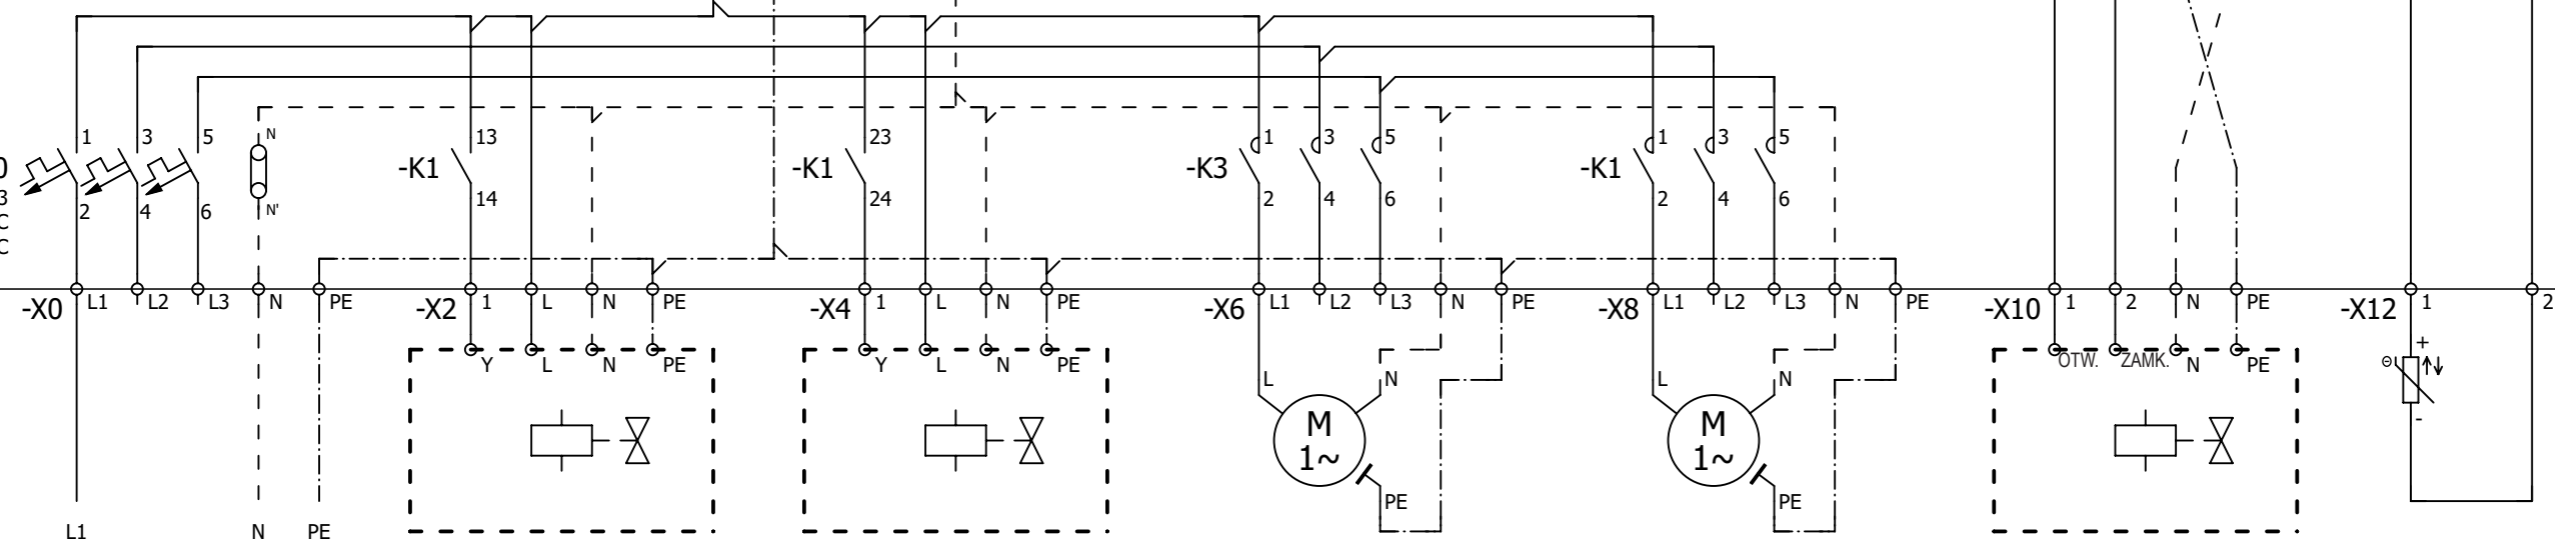 1 3 5 N 13 23 1 3 5 1 3 5
0 -K1 -K1 -K3 -K1
3
C
C
2 4 6 N' 14 24 2 4 6 2 4 6
-X0 L1 L2 L3 N PE -X2 1 L N PE -X4 1 L N PE -X6 L1 L2 L3 N PE -X8 L1 L2 L3 N PE -X10 1 2 N PE -X12 1 2
Y L N PE Y L N PE OTW. ZAMK. N PE +
Θ
L N L N
M M -
1~ 1~
PE PE
L1 N PE